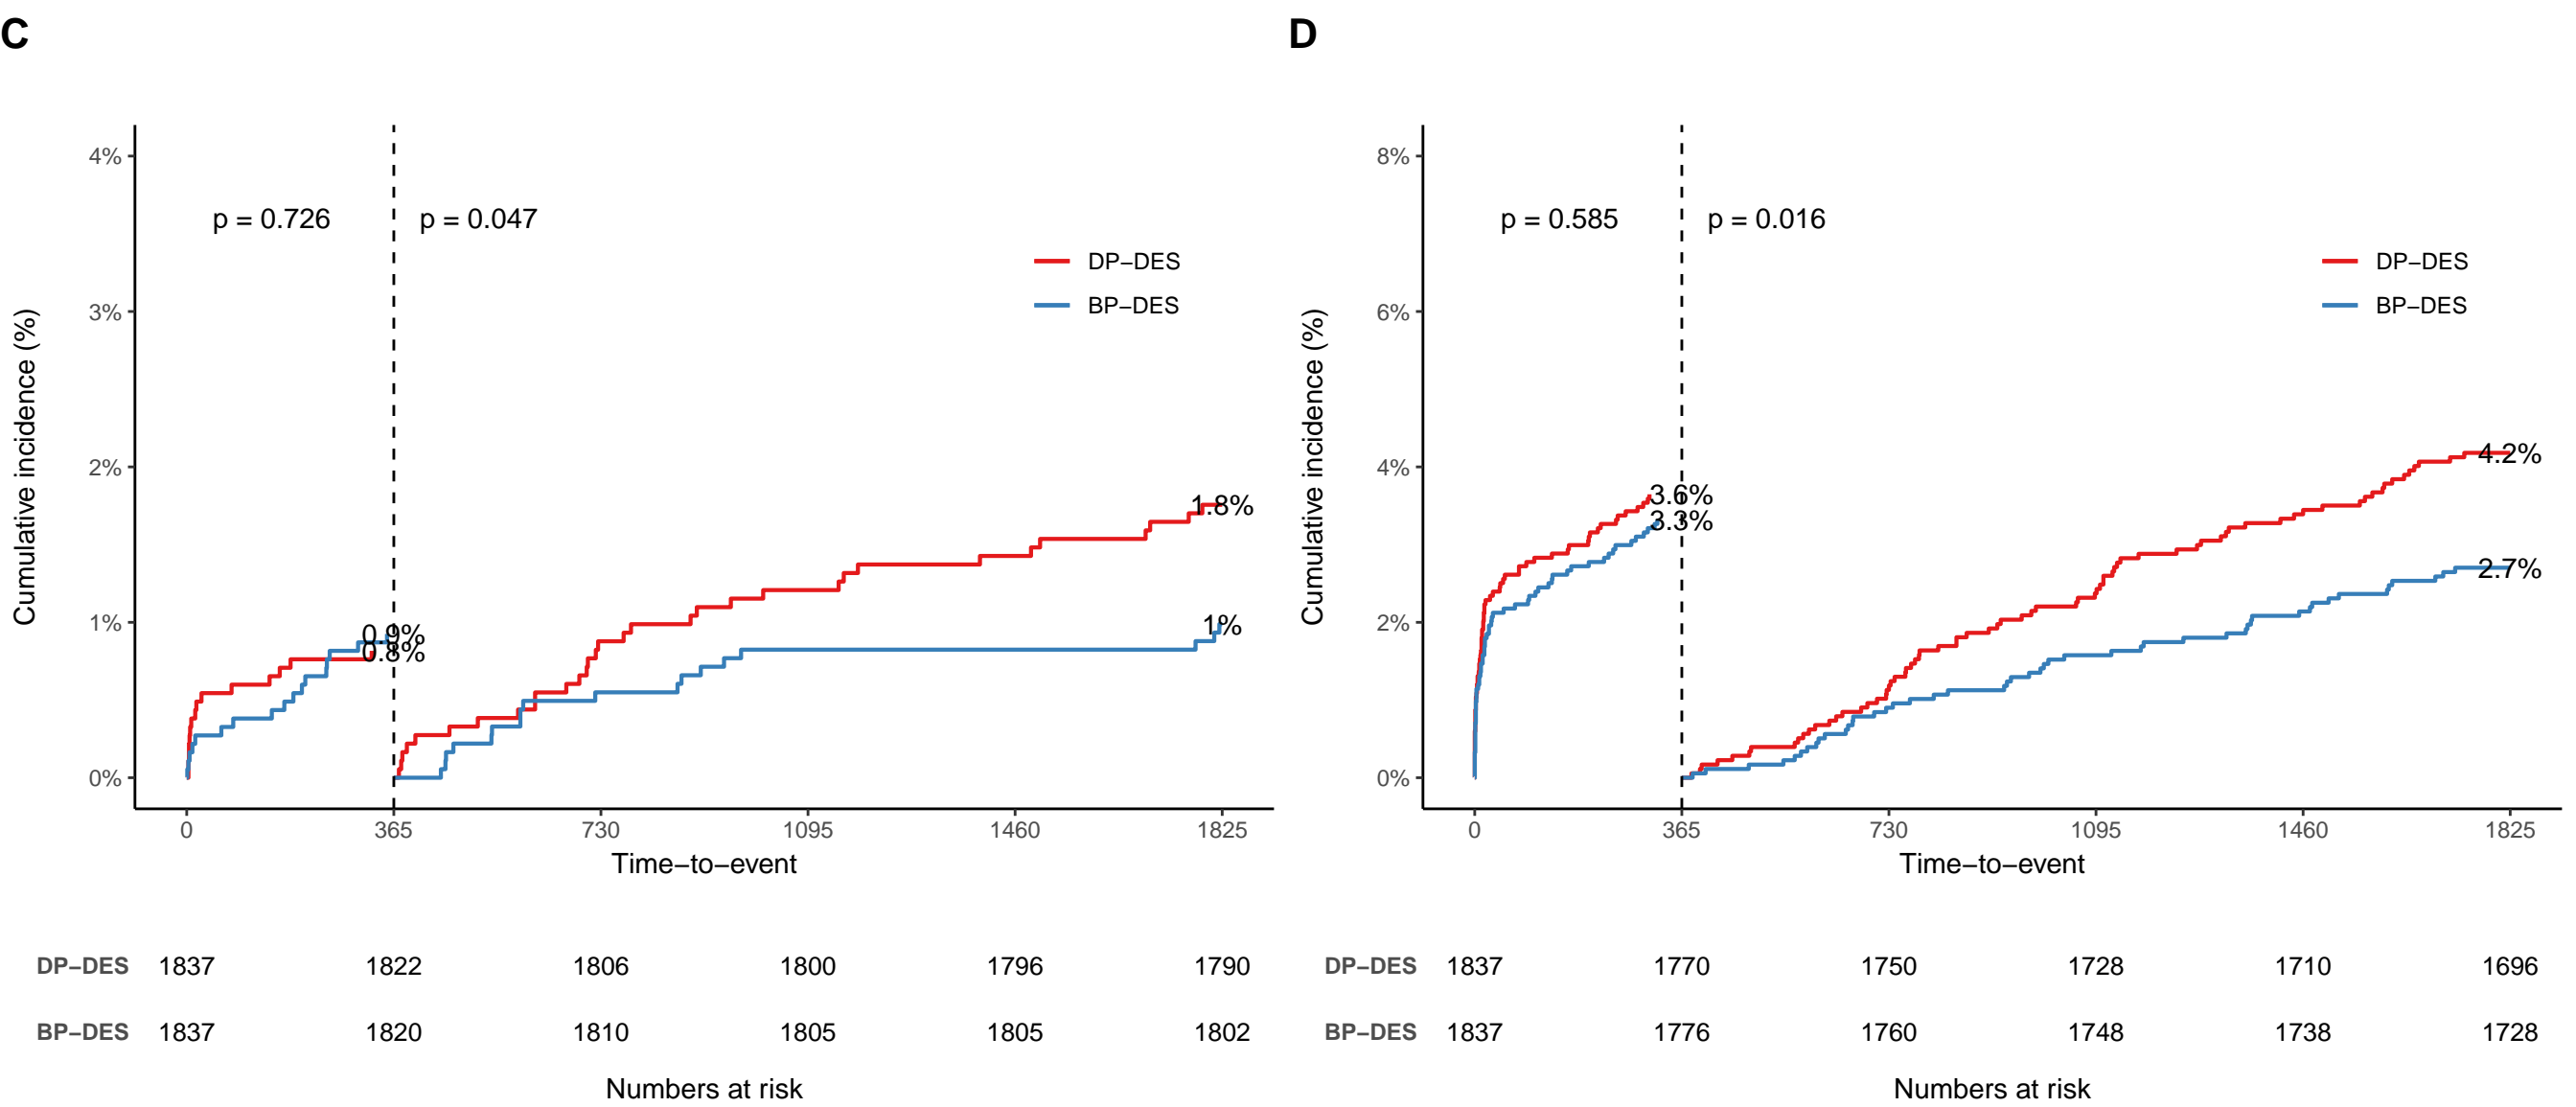 C
4%
3%
2%
1%
0%
Cumulative incidence (%)
p = 0.726
p = 0.047
DP−DES
BP−DES
0.9%
0.8%
1.8%
1%
0 365 730 1095 1460 1825
Time−to−event
DP−DES 1837 1822 1806 1800 1796 1790
BP−DES 1837 1820 1810 1805 1805 1802
Numbers at risk
D
8%
6%
4%
2%
0%
Cumulative incidence (%)
p = 0.585
p = 0.016
DP−DES
BP−DES
3.6%
3.3%
4.2%
2.7%
0 365 730 1095 1460 1825
Time−to−event
DP−DES 1837 1770 1750 1728 1710 1696
BP−DES 1837 1776 1760 1748 1738 1728
Numbers at risk